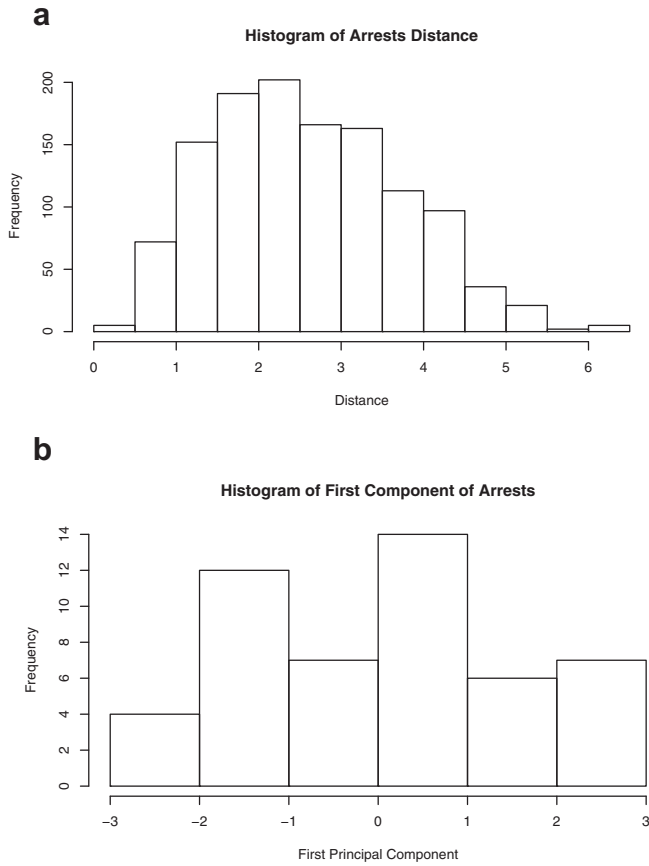 a
Histogram of Arrests Distance
200
150
100
50
0
Frequency
0 1 2 3 4 5 6
Distance
b
Histogram of First Component of Arrests
14
12
10
8
6
4
2
0
Frequency
−3 −2 −1 0 1 2 3
First Principal Component